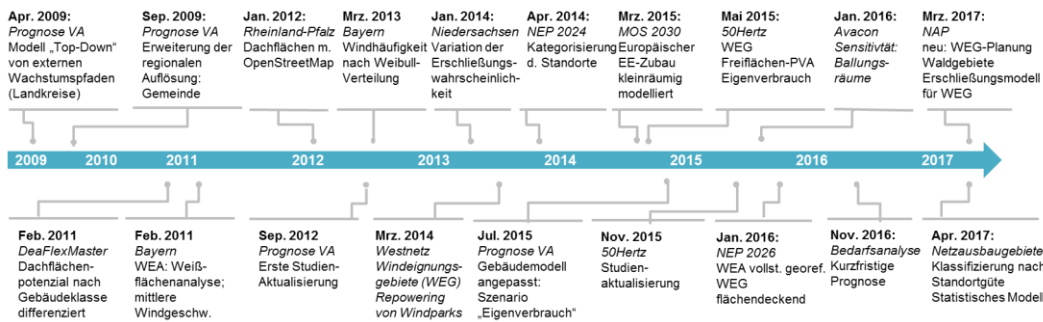 Apr. 2009:
Prognose VA
Modell „Top-Down“
von externen
Wachstumspfaden
(Landkreise)
Sep. 2009:
Prognose VA
Erweiterung der
regionalen
Auflösung:
Gemeinde
Jan. 2012:
Rheinland-Pfalz
Dachflächen m.
OpenStreetMap
Mrz. 2013
Bayern
Windhäufigkeit
nach Weibull-
Verteilung
Jan. 2014:
Niedersachsen
Variation der
Erschließungs-
wahrscheinlich-
keit
Apr. 2014:
NEP 2024
Kategorisierung
d. Standorte
Mrz. 2015:
MOS 2030
Europäischer
EE-Zubau
kleinräumig
modelliert
Mai 2015:
50Hertz
WEG
Freiflächen-PVA
Eigenverbrauch
Jan. 2016:
Avacon
Sensitivtät:
Ballungs-
räume
Mrz. 2017:
NAP
neu: WEG-Planung
Waldgebiete
Erschließungsmodell
für WEG
2009 2010 2011 2012 2013 2014 2015 2016 2017
Feb. 2011
DeaFlexMaster
Dachflächen-
potenzial nach
Gebäudeklasse
differenziert
Feb. 2011
Bayern
WEA: Weiß-
flächenanalyse;
mittlere
Windgeschw.
Sep. 2012
Prognose VA
Erste Studien-
Aktualisierung
Mrz. 2014
Westnetz
Windeignungs-
gebiete (WEG)
Repowering
von Windparks
Jul. 2015
Prognose VA
Gebäudemodell
angepasst:
Szenario
„Eigenverbrauch“
Nov. 2015
50Hertz
Studien-
aktualisierung
Jan. 2016:
NEP 2026
WEA vollst. georef.
WEG
flächendeckend
Nov. 2016:
Bedarfsanalyse
Kurzfristige
Prognose
Apr. 2017:
Netzausbaugebiete
Klassifizierung nach
Standortgüte
Statistisches Modell